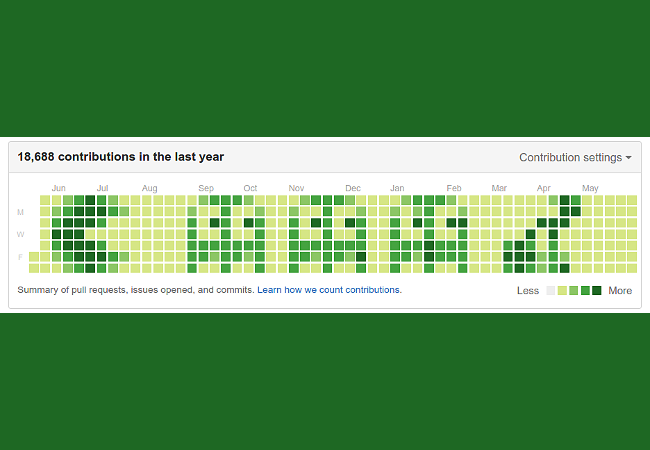 18,688 contributions in the last year
Contribution settings
Jun Jul Aug Sep Oct Nov Dec Jan Feb Mar Apr May
M
W
F
Summary of pull requests, issues opened, and commits. Learn how we count contributions.
Less More